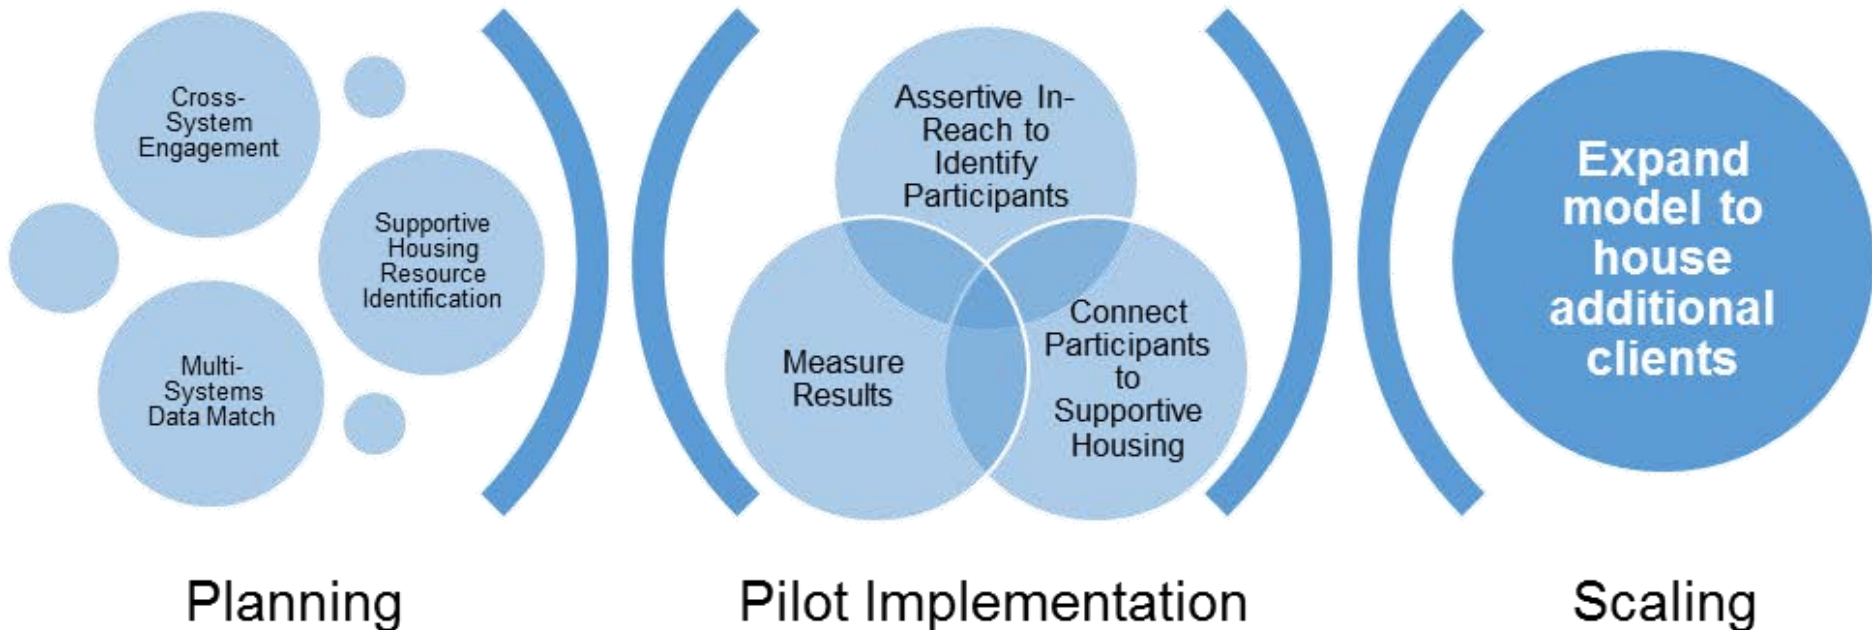 Cross-
System
Engagement
Supportive
Housing
Resource
Identification
Multi-
Systems
Data Match
Planning
Assertive In-
Reach to
Identify
Participants
Measure
Results
Connect
Participants
to
Supportive
Housing
Pilot Implementation
Expand
model to
house
additional
clients
Scaling